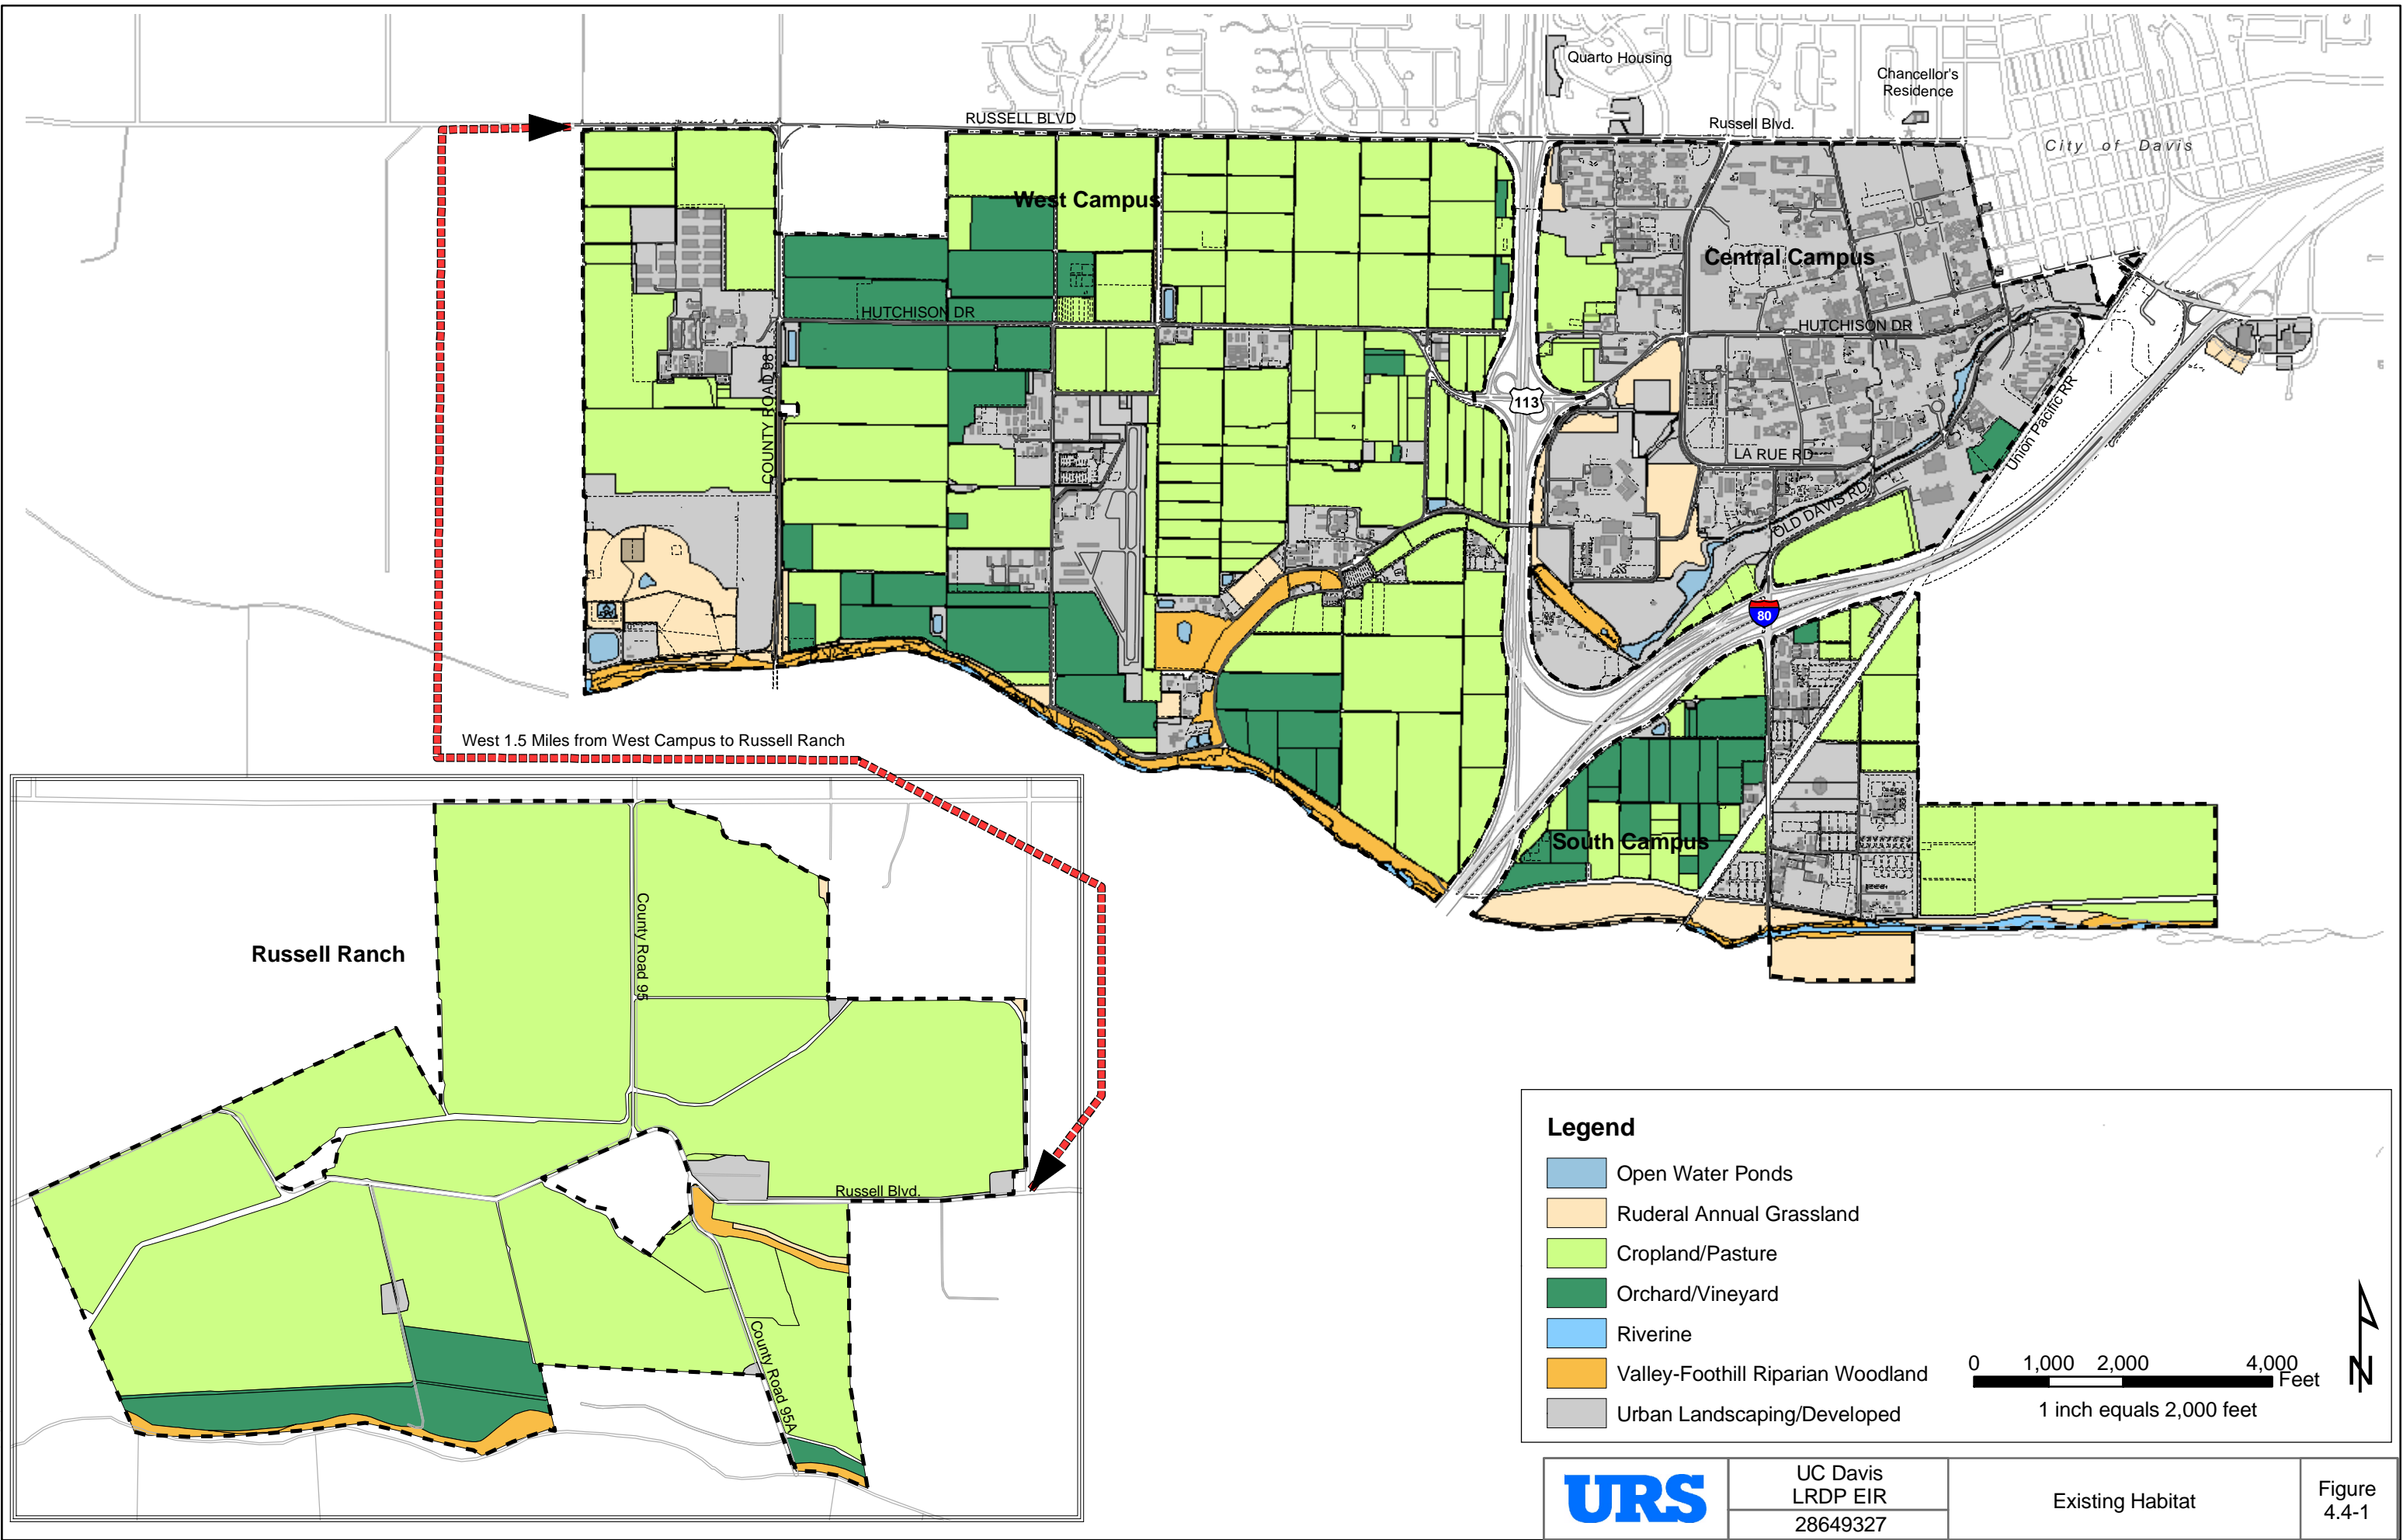 Quarto Housing
Chancellor's
Residence
RUSSELL BLVD
Russell Blvd.
City of Davis
West Campus
Central Campus
HUTCHISON DR
HUTCHISON DR
COUNTY ROAD 98
113
LA RUE RD
Union Pacific RR
OLD DAVIS RD
80
West 1.5 Miles from West Campus to Russell Ranch
South Campus
Russell Ranch
County Road 95
Russell Blvd.
County Road 95A
Legend
Open Water Ponds
Ruderal Annual Grassland
Cropland/Pasture
Orchard/Vineyard
Riverine
Valley-Foothill Riparian Woodland
Urban Landscaping/Developed
0 1,000 2,000 4,000
Feet
1 inch equals 2,000 feet
N
URS
UC Davis
LRDP EIR
28649327
Existing Habitat
Figure
4.4-1